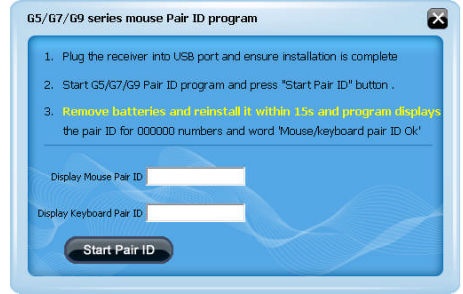 G5/G7/G9 series mouse Pair ID program
1. Plug the receiver into USB port and ensure installation is complete
2. Start G5/G7/G9 Pair ID program and press "Start Pair ID" button .
3. Remove batteries and reinstall it within 15s and program displays
the pair ID for 000000 numbers and word 'Mouse/keyboard pair ID Ok'
Display Mouse Pair ID
Display Keyboard Pair ID
Start Pair ID